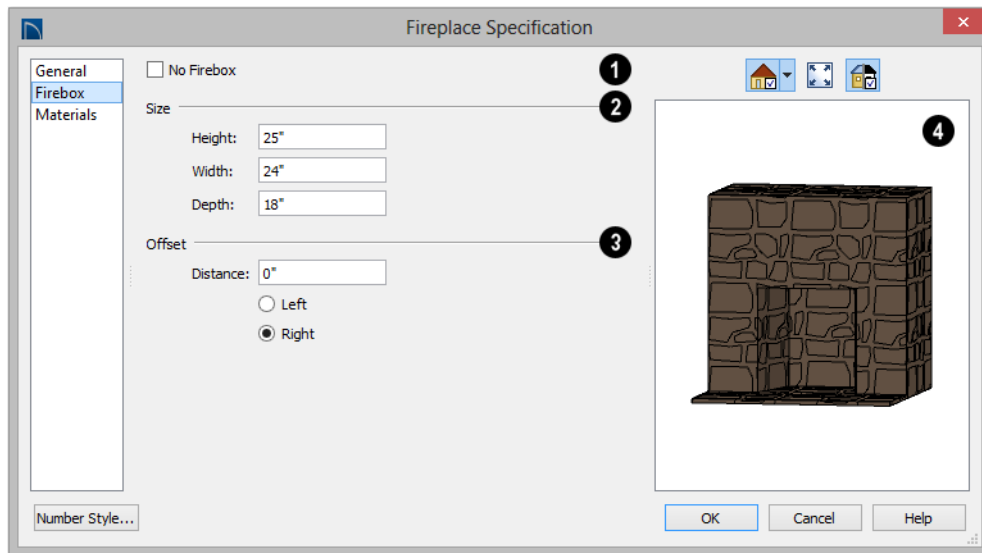 Fireplace Specification
General
Firebox
Materials
No Firebox
1
Size
2
Height: 25"
Width: 24"
Depth: 18"
Offset
3
Distance: 0"
Left
Right
4
Number Style...
OK
Cancel
Help